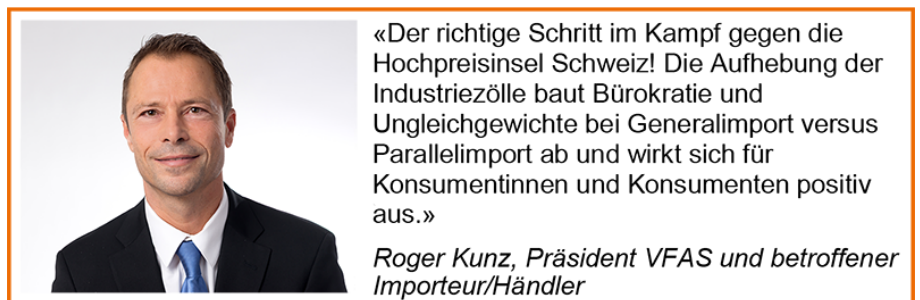 «Der richtige Schritt im Kampf gegen die
Hochpreisinsel Schweiz! Die Aufhebung der
Industriezölle baut Bürokratie und
Ungleichgewichte bei Generalimport versus
Parallelimport ab und wirkt sich für
Konsumentinnen und Konsumenten positiv
aus.»
Roger Kunz, Präsident VFAS und betroffener
Importeur/Händler